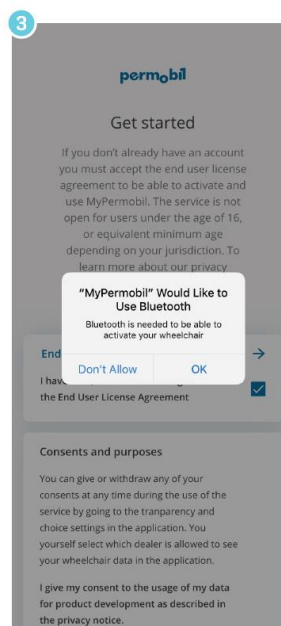 3
permobil
Get started
If you don't already have an account
you must accept the end user license
agreement to be able to activate and
use MyPermobil. The service is not
open for users under the age of 16,
or equivalent minimum age
depending on your jurisdiction. To
learn more about our privacy
"MyPermobil" Would Like to
Use Bluetooth
Bluetooth is needed to be able to
activate your wheelchair
Don't Allow OK
End
I have
the End User License Agreement
Consents and purposes
You can give or withdraw any of your
consents at any time during the use of the
service by going to the tranparency and
choice settings in the application. You
yourself select which dealer is allowed to see
your wheelchair data in the application.
I give my consent to the usage of my data
for product development as described in
the privacy notice.